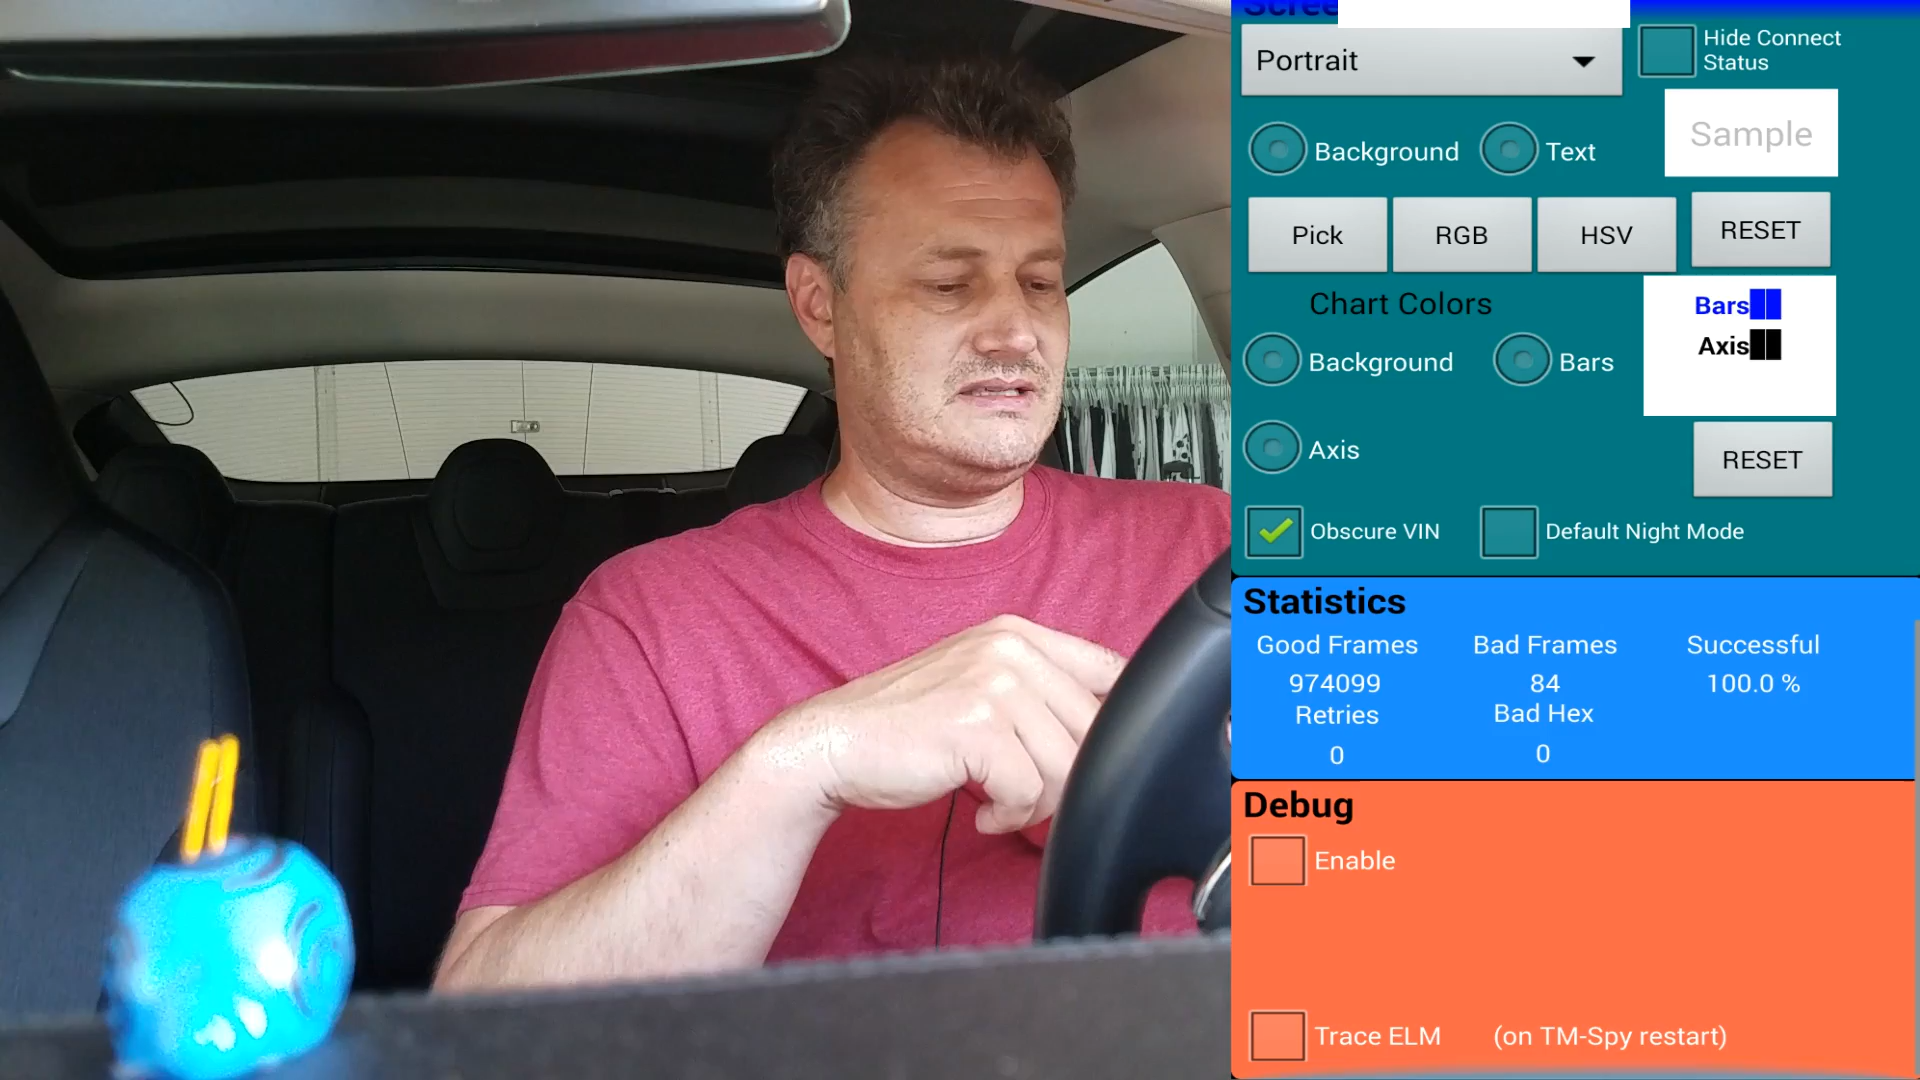 Scree
Portrait
Hide Connect
Status
Background
Text
Sample
Pick
RGB
HSV
RESET
Chart Colors
Bars
Axis
Background
Bars
Axis
RESET
Obscure VIN
Default Night Mode
Statistics
Good Frames
Bad Frames
Successful
974099
84
100.0 %
Retries
Bad Hex
0
0
Debug
Enable
Trace ELM
(on TM-Spy restart)